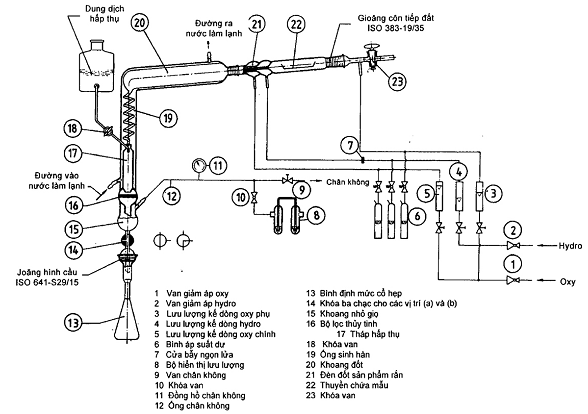 Dung dịch
hấp thụ
Đường ra
nước làm lạnh
Gioăng côn tiếp đất
ISO 383-19/35
20
21
22
23
19
18
17
Đường vào
nước làm lạnh
16
15
14
Joăng hình cầu
ISO 641-S29/15
13
11
12
10
9
Chân không
8
7
6
5
4
3
2
Hydro
1
Oxy
1 Van giảm áp oxy
2 Van giảm áp hydro
3 Lưu lượng kế dòng oxy phụ
4 Lưu lượng kế dòng hydro
5 Lưu lượng kế dòng oxy chính
6 Bình áp suất dư
7 Cửa bẫy ngọn lửa
8 Bộ hiển thị lưu lượng
9 Van chân không
10 Khóa van
11 Đồng hồ chân không
12 Ống chân không
13 Bình định mức cổ hẹp
14 Khóa ba chạc cho các vị trí (a) và (b)
15 Khoang nhỏ giọ
16 Bộ lọc thủy tinh
17 Tháp hấp thụ
18 Khóa van
19 Ống sinh hàn
20 Khoang đốt
21 Đèn đốt sản phẩm rắn
22 Thuyền chứa mẫu
23 Khóa van